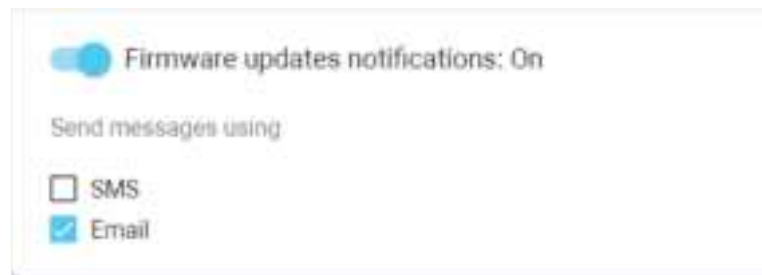 Firmware updates notifications: On
Send messages using
SMS
Email